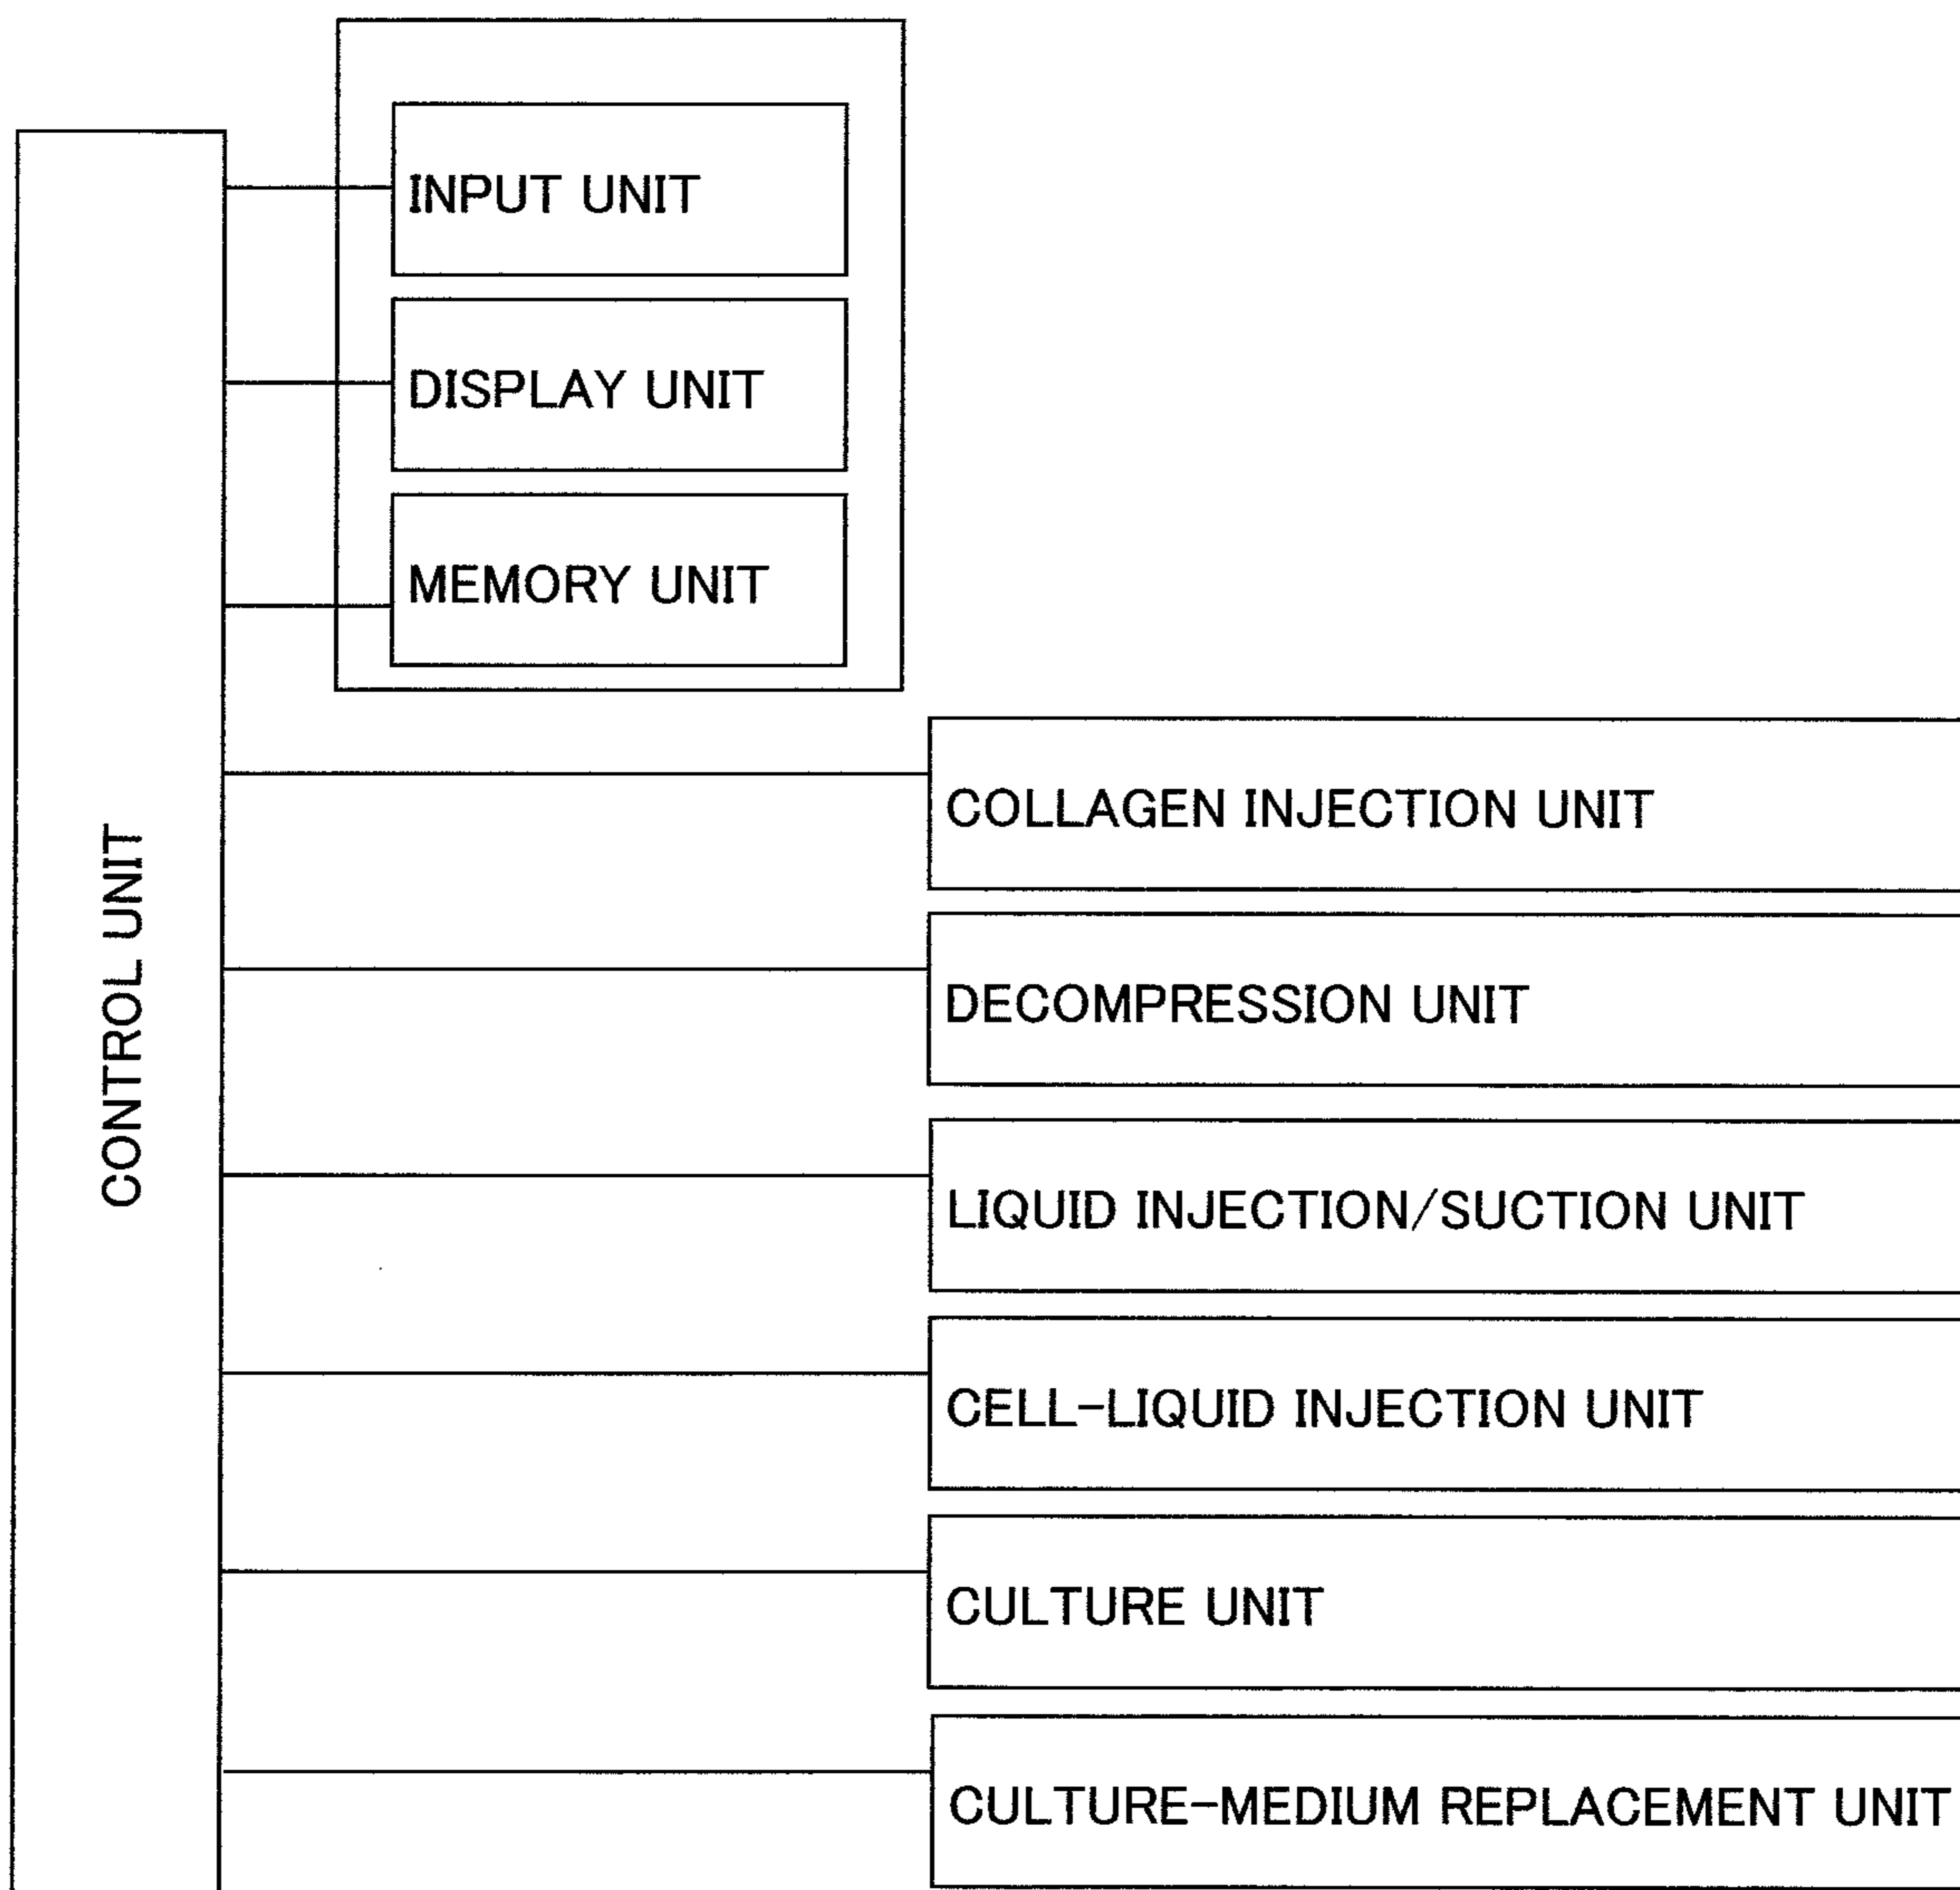 CONTROL UNIT
INPUT UNIT
DISPLAY UNIT
MEMORY UNIT
COLLAGEN INJECTION UNIT
DECOMPRESSION UNIT
LIQUID INJECTION/SUCTION UNIT
CELL-LIQUID INJECTION UNIT
CULTURE UNIT
CULTURE-MEDIUM REPLACEMENT UNIT